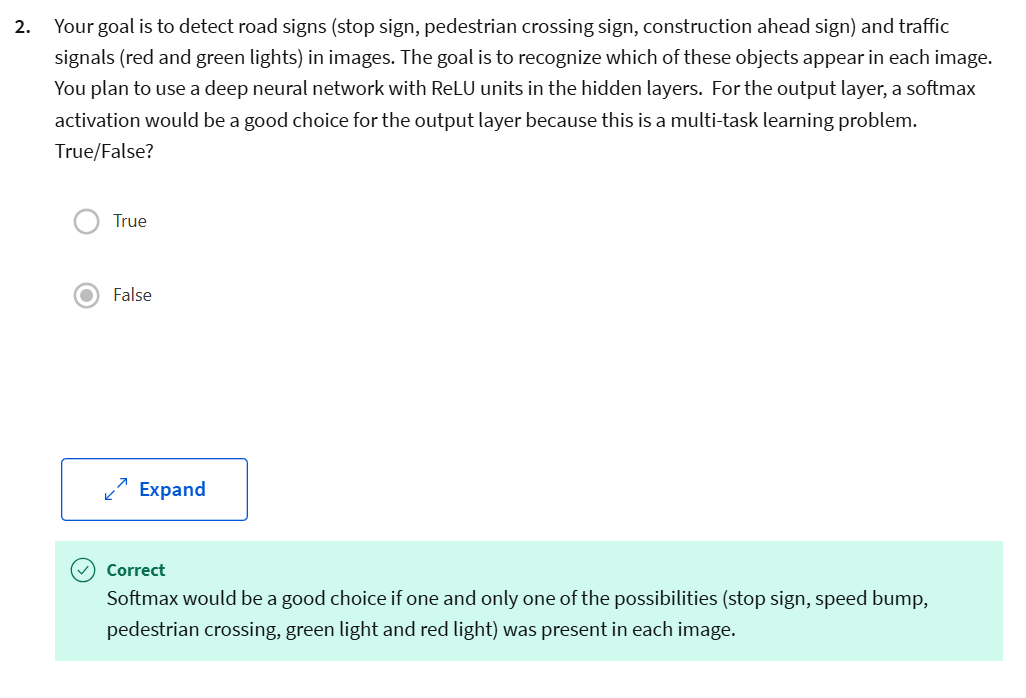 2. Your goal is to detect road signs (stop sign, pedestrian crossing sign, construction ahead sign) and traffic
signals (red and green lights) in images. The goal is to recognize which of these objects appear in each image.
You plan to use a deep neural network with ReLU units in the hidden layers. For the output layer, a softmax
activation would be a good choice for the output layer because this is a multi-task learning problem.
True/False?
True
False
Expand
Correct
Softmax would be a good choice if one and only one of the possibilities (stop sign, speed bump,
pedestrian crossing, green light and red light) was present in each image.